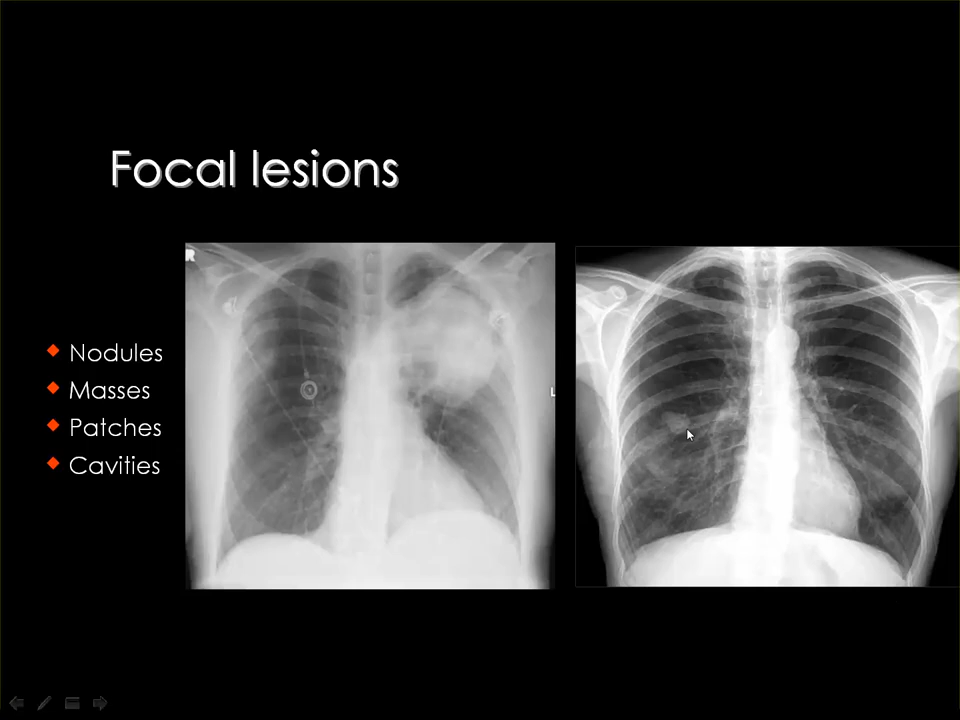 Focal lesions
R
L
Nodules
Masses
Patches
Cavities